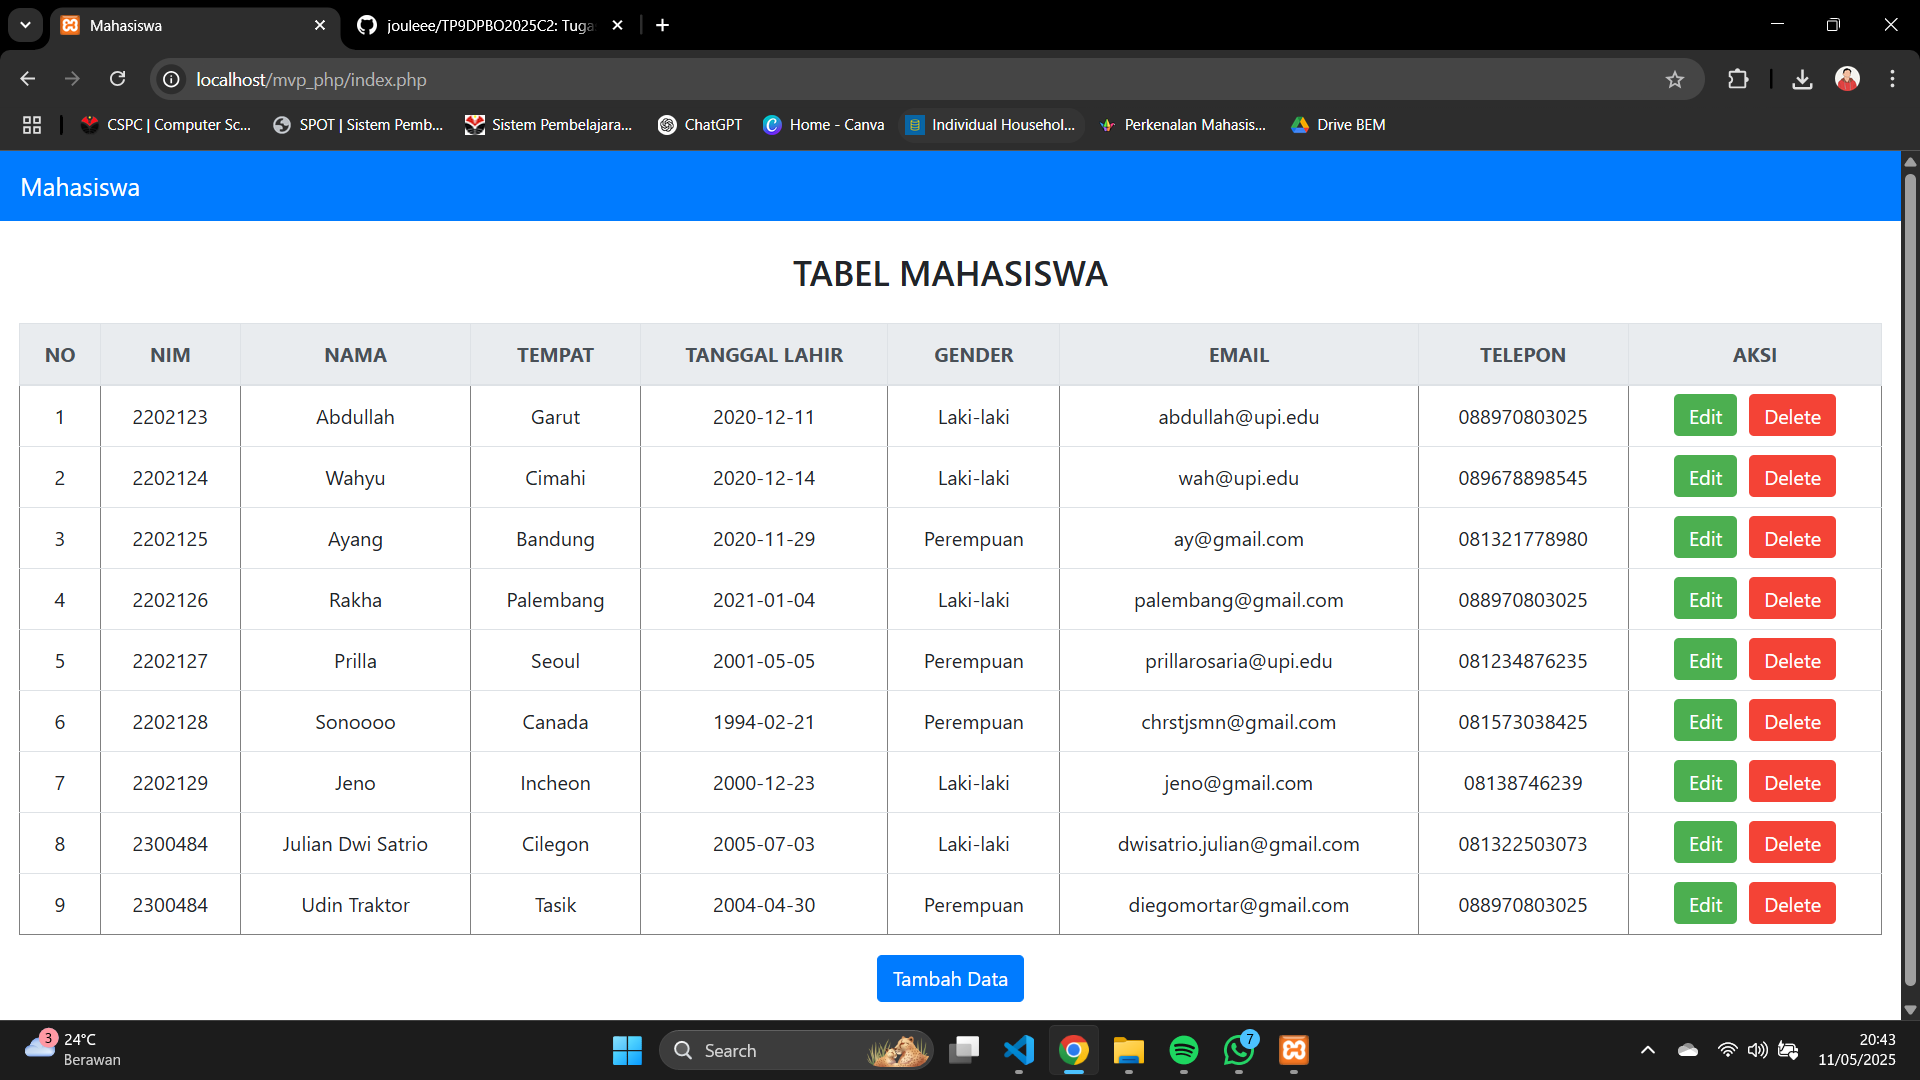 Mahasiswa
jouleee/TP9DPBO2025C2: Tuga
localhost/mvp_php/index.php
CSPC | Computer Sc...
SPOT | Sistem Pemb...
Sistem Pembelajara...
ChatGPT
Home - Canva
Individual Househol...
Perkenalan Mahasis...
Drive BEM
Mahasiswa
TABEL MAHASISWA
NO NIM NAMA TEMPAT TANGGAL LAHIR GENDER EMAIL TELEPON AKSI
1 2202123 Abdullah Garut 2020-12-11 Laki-laki abdullah@upi.edu 088970803025 Edit Delete
2 2202124 Wahyu Cimahi 2020-12-14 Laki-laki wah@upi.edu 089678898545 Edit Delete
3 2202125 Ayang Bandung 2020-11-29 Perempuan ay@gmail.com 081321778980 Edit Delete
4 2202126 Rakha Palembang 2021-01-04 Laki-laki palembang@gmail.com 088970803025 Edit Delete
5 2202127 Prilla Seoul 2001-05-05 Perempuan prillarosaria@upi.edu 081234876235 Edit Delete
6 2202128 Sonoooo Canada 1994-02-21 Perempuan chrstjsmn@gmail.com 081573038425 Edit Delete
7 2202129 Jeno Incheon 2000-12-23 Laki-laki jeno@gmail.com 08138746239 Edit Delete
8 2300484 Julian Dwi Satrio Cilegon 2005-07-03 Laki-laki dwisatrio.julian@gmail.com 081322503073 Edit Delete
9 2300484 Udin Traktor Tasik 2004-04-30 Perempuan diegomortar@gmail.com 088970803025 Edit Delete
Tambah Data
3
24°C
Berawan
Search
7
20:43
11/05/2025